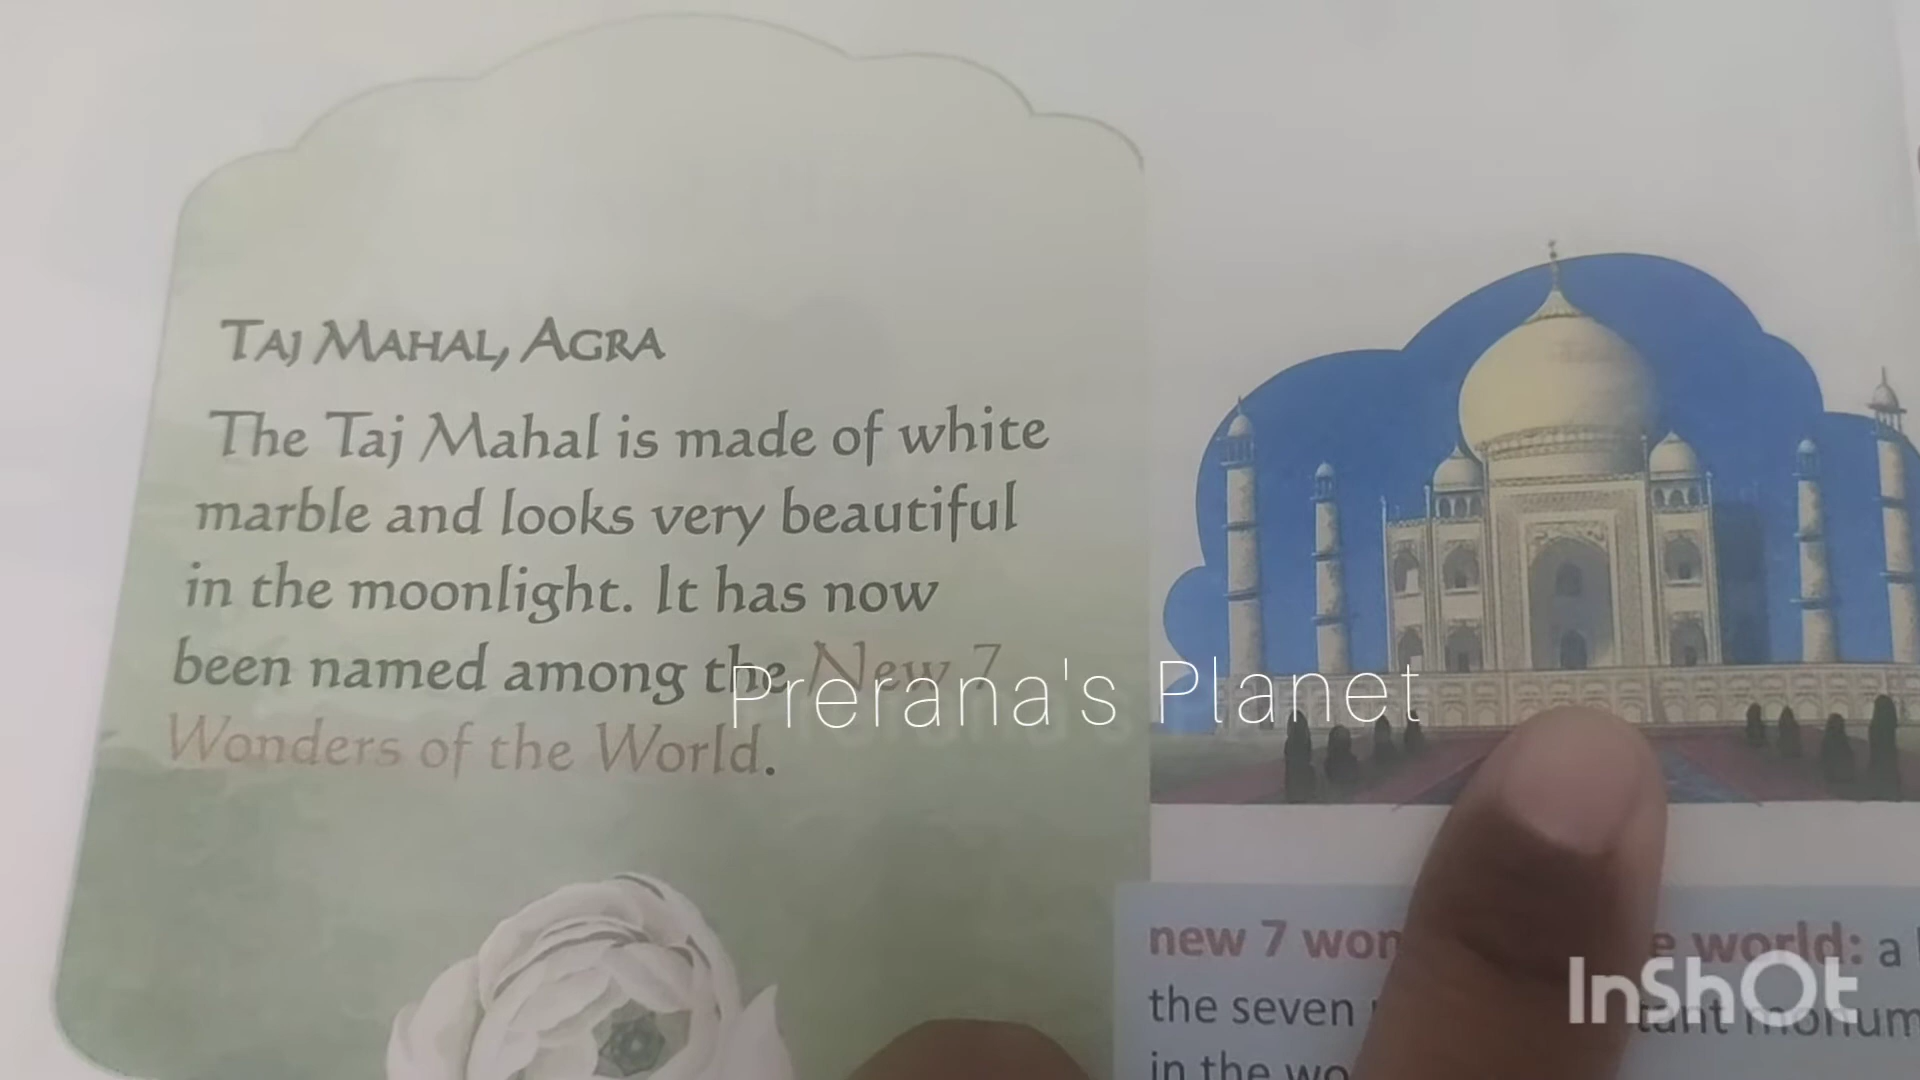 TAJ MAHAL, AGRA
The Taj Mahal is made of white
marble and looks very beautiful
in the moonlight. It has now
been named among the New 7
Wonders of the World.
Prerana's Planet
new 7 world: a
the seven
in the
InShOt